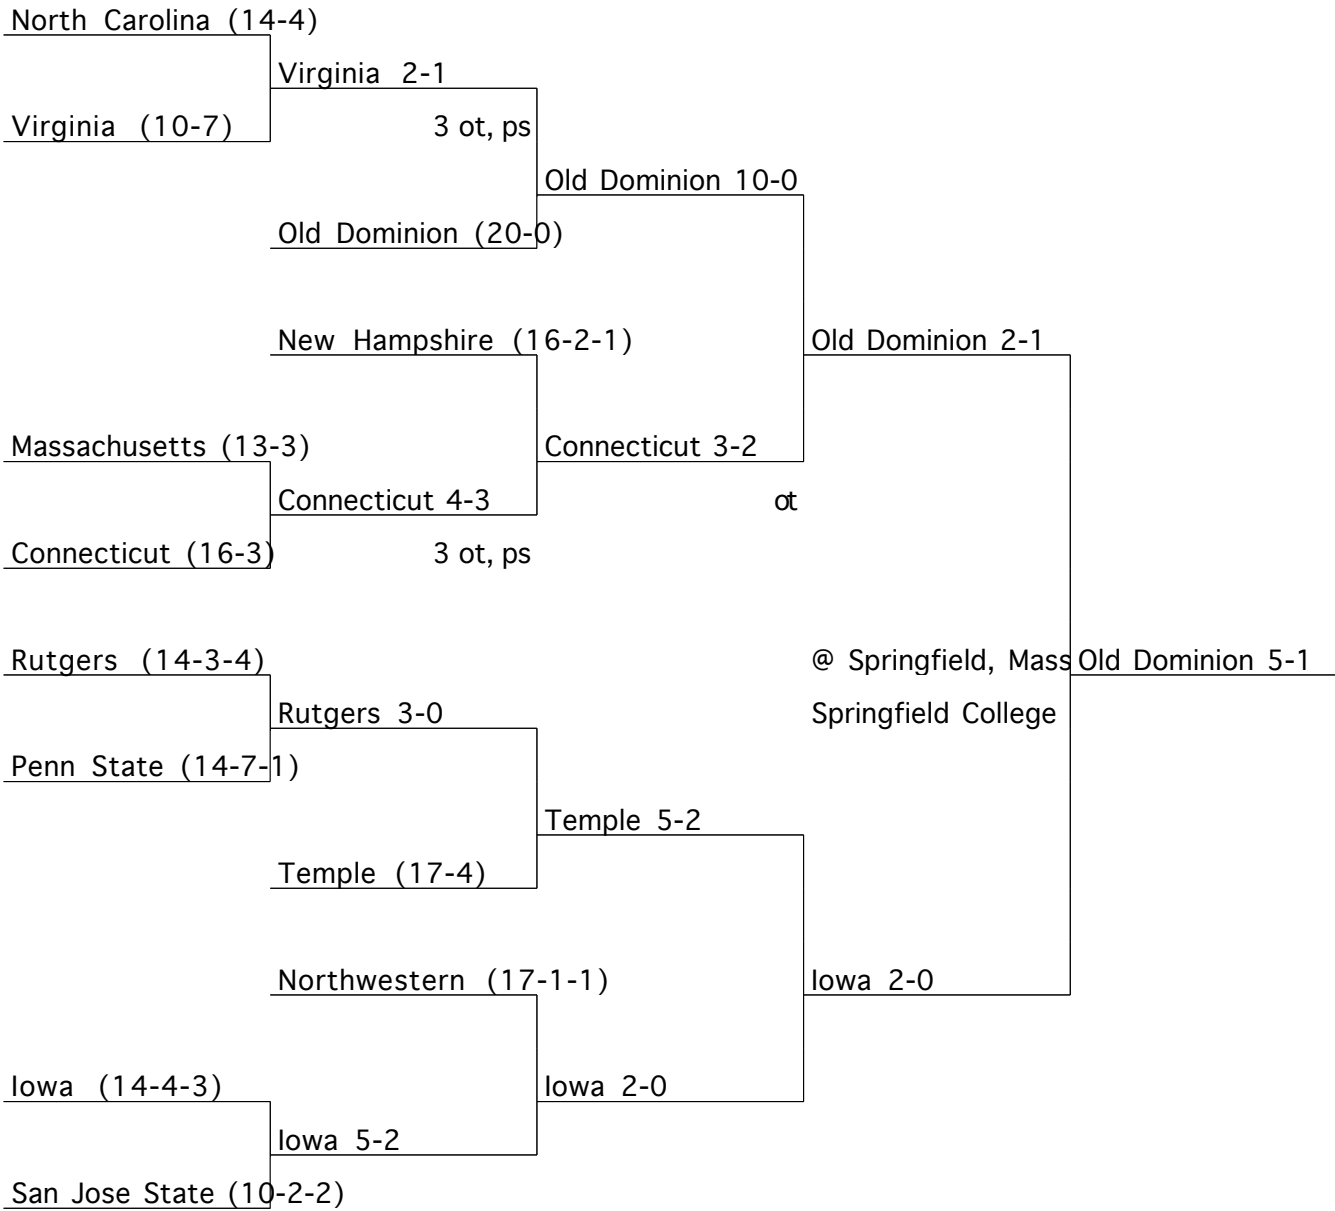 North Carolina (14-4)
Virginia 2-1
Virginia (10-7)
3 ot, ps
Old Dominion 10-0
Old Dominion (20-0)
New Hampshire (16-2-1)
Old Dominion 2-1
Massachusetts (13-3)
Connecticut 3-2
Connecticut 4-3
ot
Connecticut (16-3)
3 ot, ps
Rutgers (14-3-4)
@ Springfield, Mass
Old Dominion 5-1
Rutgers 3-0
Springfield College
Penn State (14-7-1)
Temple 5-2
Temple (17-4)
Northwestern (17-1-1)
Iowa 2-0
Iowa (14-4-3)
Iowa 2-0
Iowa 5-2
San Jose State (10-2-2)